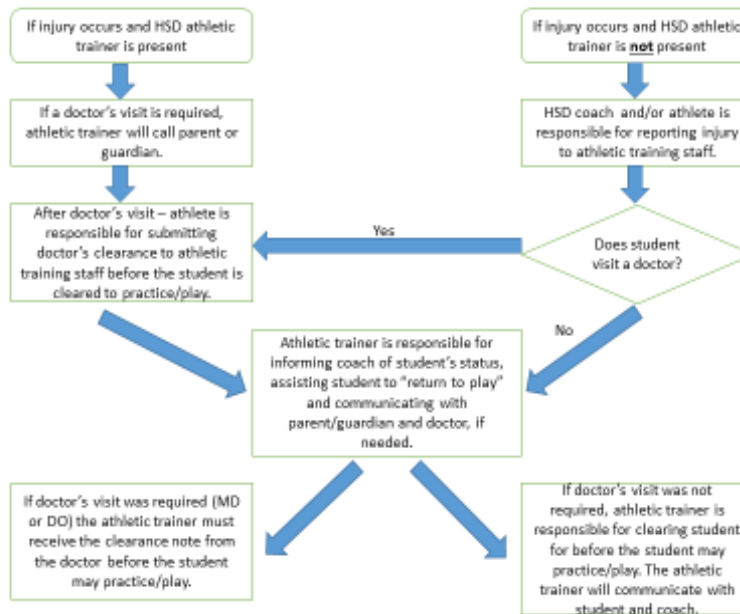 If injury occurs and HSD athletic
trainer is present
If injury occurs and HSD athletic
trainer is not present
If a doctor's visit is required,
athletic trainer will call parent or
guardian.
HSD coach and/or athlete is
responsible for reporting injury
to athletic training staff.
After doctor's visit – athlete is
responsible for submitting
doctor's clearance to athletic
training staff before the student is
cleared to practice/play.
Yes
Does student
visit a doctor?
No
Athletic trainer is responsible for
informing coach of student's status,
assisting student to "return to play"
and communicating with
parent/guardian and doctor, if
needed.
If doctor's visit was required (MD
or DO) the athletic trainer must
receive the clearance note from
the doctor before the student
may practice/play.
If doctor's visit was not
required, athletic trainer is
responsible for clearing student
for before the student may
practice/play. The athletic
trainer will communicate with
student and coach.